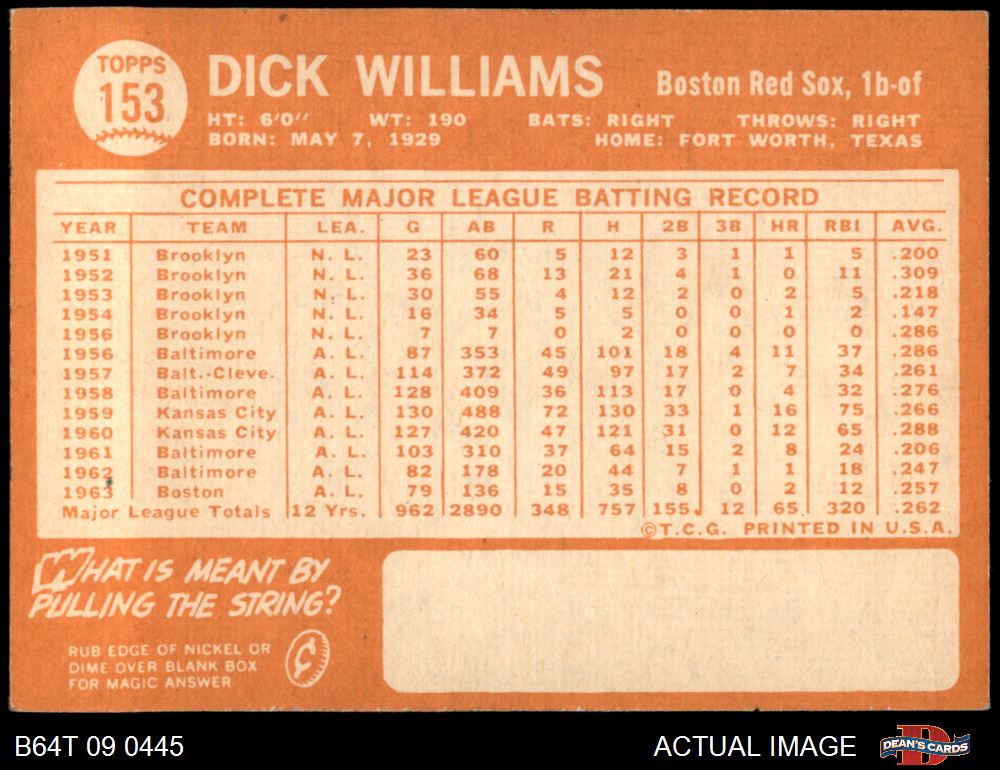 TOPPS
153
DICK WILLIAMS
Boston Red Sox, 1b-of
HT: 6'0" WT: 190 BATS: RIGHT THROWS: RIGHT
BORN: MAY 7, 1929 HOME: FORT WORTH, TEXAS
COMPLETE MAJOR LEAGUE BATTING RECORD
YEAR TEAM LEA. G AB R H 2B 3B HR RBI AVG.
1951 Brooklyn N. L. 23 60 5 12 3 1 1 5 .200
1952 Brooklyn N. L. 36 68 13 21 4 1 0 11 .309
1953 Brooklyn N. L. 30 55 4 12 2 0 2 5 .218
1954 Brooklyn N. L. 16 34 5 5 0 0 1 2 .147
1956 Brooklyn N. L. 7 7 0 2 0 0 0 0 .286
1956 Baltimore A. L. 87 353 45 101 18 4 11 37 .286
1957 Balt.-Cleve. A. L. 114 372 49 97 17 2 7 34 .261
1958 Baltimore A. L. 128 409 36 113 17 0 4 32 .276
1959 Kansas City A. L. 130 488 72 130 33 1 16 75 .266
1960 Kansas City A. L. 127 420 47 121 31 0 12 65 .288
1961 Baltimore A. L. 103 310 37 64 15 2 8 24 .206
1962 Baltimore A. L. 82 178 20 44 7 1 1 18 .247
1963 Boston A. L. 79 136 15 35 8 0 2 12 .257
Major League Totals 12 Yrs. 962 2890 348 757 155 12 65 320 .262
©T.C.G. PRINTED IN U.S.A.
WHAT IS MEANT BY
PULLING THE STRING?
RUB EDGE OF NICKEL OR
DIME OVER BLANK BOX
FOR MAGIC ANSWER
¢
B64T 09 0445
ACTUAL IMAGE
DEAN'S CARDS